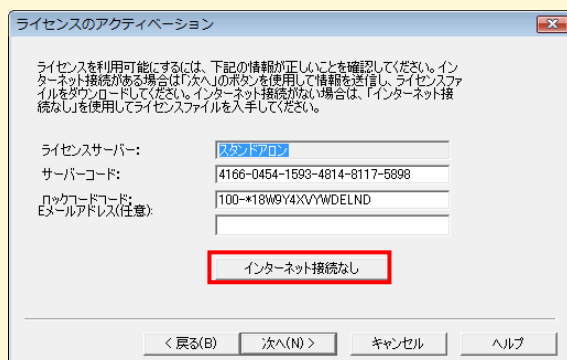 ライセンスのアクティベーション
ライセンスを利用可能にするには、下記の情報が正しいことを確認してください。イン
ターネット接続がある場合は「次へ」のボタンを使用して情報を送信し、ライセンスファ
イルをダウンロードしてください。インターネット接続がない場合は、「インターネット接
続なし」を使用してライセンスファイルを入手してください。
ライセンスサーバー: スタンドアロン
サーバーコード: 4166-0454-1593-4814-8117-5898
ロックコードコード: 100-*18W9Y4XVYWDELND
Eメールアドレス(任意):
インターネット接続なし
< 戻る(B) 次へ(N) > キャンセル ヘルプ